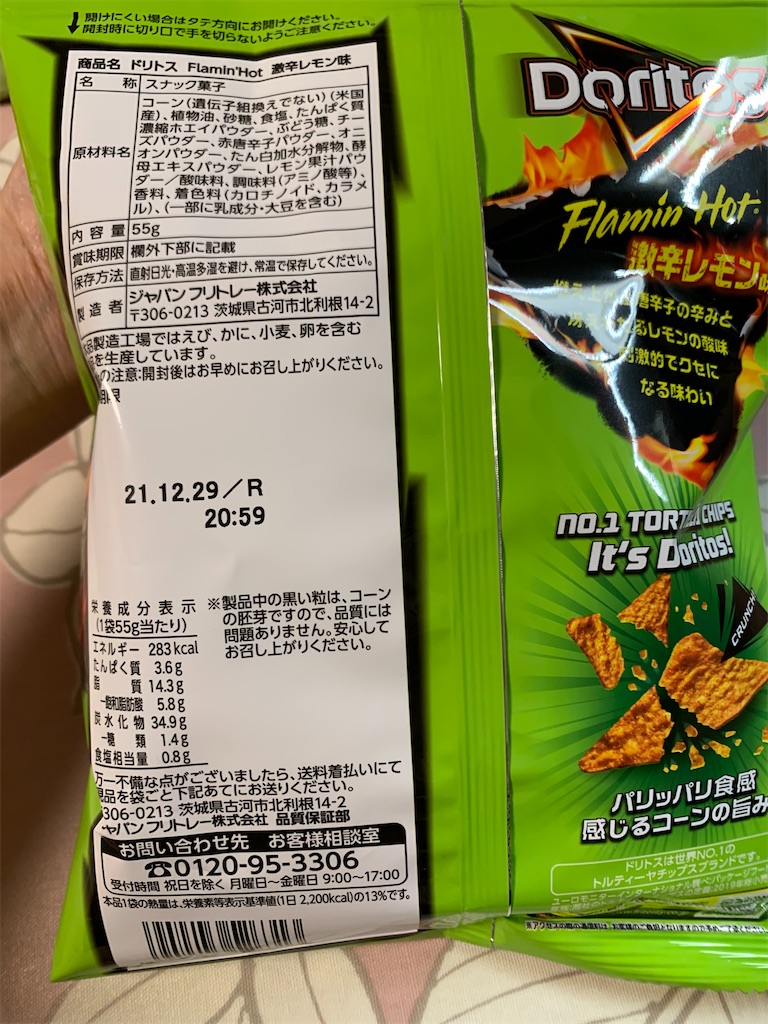 開けにくい場合はタテ方向にお開けください。
開封時に切り口で手を切らないようご注意ください。
商品名 ドリトス Flamin'Hot 激辛レモン味
名 称 スナック菓子
原材料名
コーン(遺伝子組換えでない)(米国
産)、植物油、砂糖、食塩、たんぱく質
濃縮ホエイパウダー、ぶどう糖、チー
ズパウダー、赤唐辛子パウダー、オニ
オンパウダー、たん白加水分解物、酵
母エキスパウダー、レモン果汁パウ
ダー/酸味料、調味料(アミノ酸等)、
香料、着色料(カロチノイド、カラメ
ル)、(一部に乳成分・大豆を含む)
内 容 量 55g
賞味期限 欄外下部に記載
保存方法 直射日光・高温多湿を避け、常温で保存してください。
製 造 者
ジャパン フリトレー株式会社
〒306-0213 茨城県古河市北利根14-2
製造工場ではえび、かに、小麦、卵を含む
を生産しています。
の注意:開封後はお早めにお召し上がりください。
期限
21.12.29/R
20:59
栄養成分表示
(1袋55g当たり)
エネルギー 283kcal
たんぱく質 3.6g
脂 質 14.3g
-飽和脂肪酸 5.8g
炭水化物 34.9g
-糖 類 1.4g
食塩相当量 0.8g
※製品中の黒い粒は、コーン
の胚芽ですので、品質には
問題ありません。安心して
お召し上がりください。
万一不備な点がございましたら、送料着払いにて
現品を袋ごと下記あてにお送りください。
306-0213 茨城県古河市北利根14-2
ジャパン フリトレー株式会社 品質保証部
お問い合わせ先 お客様相談室
☎0120-95-3306
受付時間 祝日を除く 月曜日~金曜日 9:00~17:00
本品1袋の熱量は、栄養素等表示基準値(1日 2,200kcal)の13%です。
Doritos
Flamin' Hot
激辛レモン味
唐辛子の辛みと
るレモンの酸味
刺激的でクセに
なる味わい
NO.1 TORTILLA CHIPS
It's Doritos!
CRUNCH
パリッパリ食感
感じるコーンの旨み
ドリトスは世界NO.1の
トルティーヤチップスブランドです。